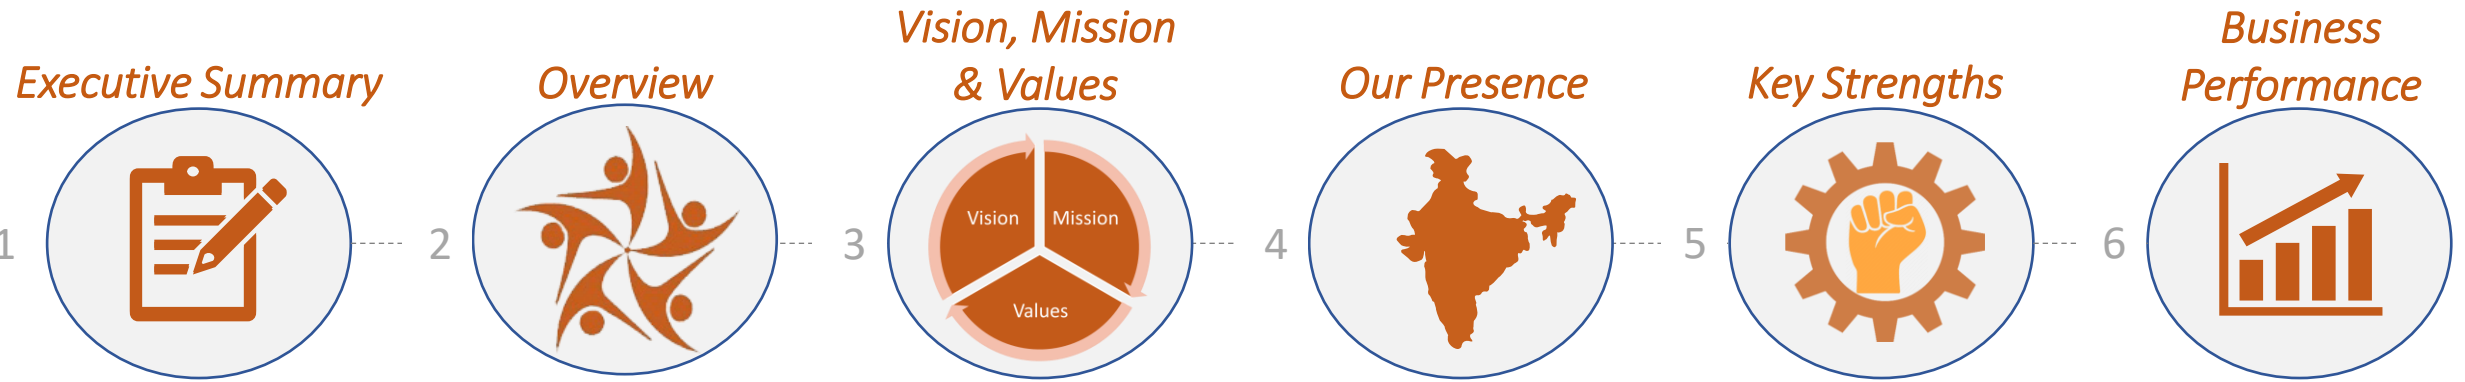 1
Executive Summary
2
Overview
3
Vision, Mission
& Values
Vision
Mission
Values
4
Our Presence
5
Key Strengths
6
Business
Performance